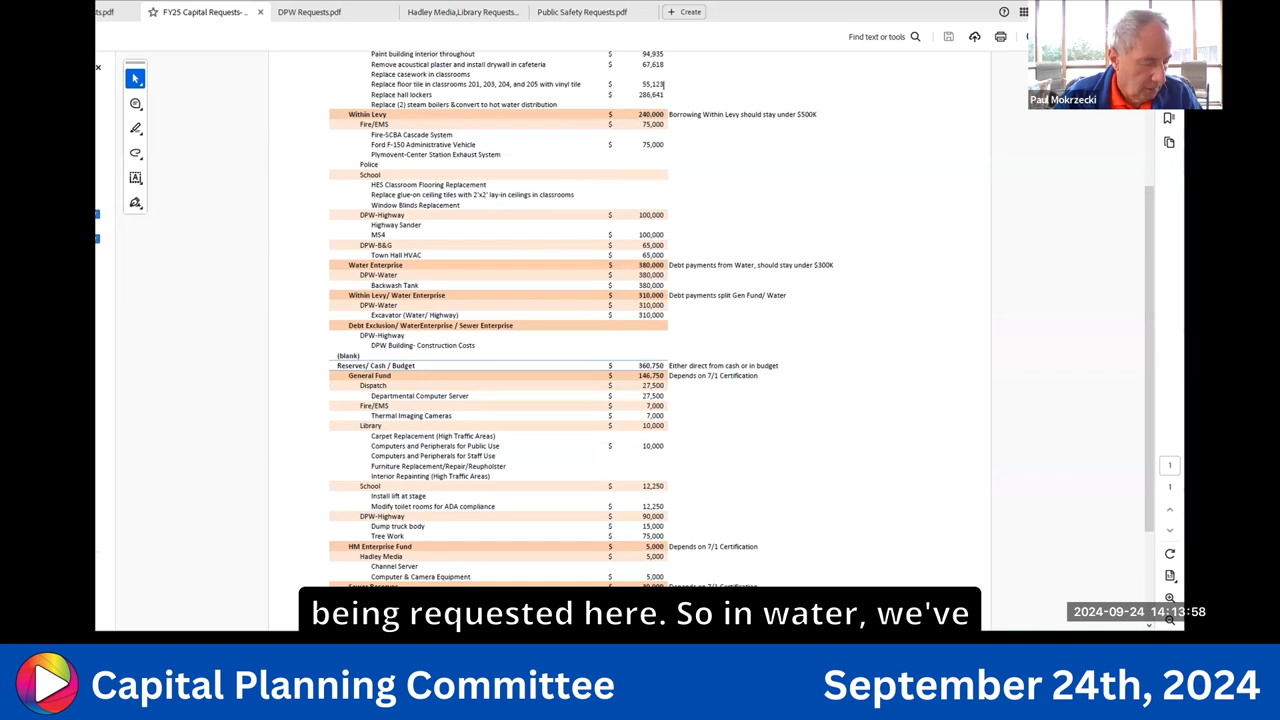 ts.pdf
FY25 Capital Requests-
DPW Requests.pdf
Hadley Media,Library Requests...
Public Safety Requests.pdf
Create
Find text or tools
Paul Mokrzecki
Paint building interior throughout 94,935
Remove acoustical plaster and install drywall in cafeteria $ 67,618
Replace casework in classrooms
Replace floor tile in classrooms 201, 203, 204, and 205 with vinyl tile $ 55,123
Replace hall lockers $ 286,641
Replace (2) steam boilers &convert to hot water distribution
Within Levy $ 240,000 Borrowing Within Levy should stay under $500K
Fire/EMS $ 75,000
Fire-SCBA Cascade System
Ford F-150 Administrative Vehicle $ 75,000
Plymovent-Center Station Exhaust System
Police
School
HES Classroom Flooring Replacement
Replace glue-on ceiling tiles with 2'x2' lay-in ceilings in classrooms
Window Blinds Replacement
DPW-Highway $ 100,000
Highway Sander
MS4 $ 100,000
DPW-B&G $ 65,000
Town Hall HVAC $ 65,000
Water Enterprise $ 380,000 Debt payments from Water, should stay under $300K
DPW-Water $ 380,000
Backwash Tank $ 380,000
Within Levy/ Water Enterprise $ 310,000 Debt payments split Gen Fund/ Water
DPW-Water $ 310,000
Excavator (Water/ Highway) $ 310,000
Debt Exclusion/ WaterEnterprise / Sewer Enterprise
DPW-Highway
DPW Building- Construction Costs
(blank)
Reserves/ Cash / Budget $ 360,750 Either direct from cash or in budget
General Fund $ 146,750 Depends on 7/1 Certification
Dispatch $ 27,500
Departmental Computer Server $ 27,500
Fire/EMS $ 7,000
Thermal Imaging Cameras $ 7,000
Library $ 10,000
Carpet Replacement (High Traffic Areas)
Computers and Peripherals for Public Use $ 10,000
Computers and Peripherals for Staff Use
Furniture Replacement/Repair/Reupholster
Interior Repainting (High Traffic Areas)
School $ 12,250
Install lift at stage
Modify toilet rooms for ADA compliance $ 12,250
DPW-Highway $ 90,000
Dump truck body $ 15,000
Tree Work $ 75,000
HM Enterprise Fund $ 5,000 Depends on 7/1 Certification
Hadley Media $ 5,000
Channel Server
Computer & Camera Equipment $ 5,000
1
1
being requested here. So in water, we've
2024-09-24 14:13:58
Capital Planning Committee
September 24th, 2024